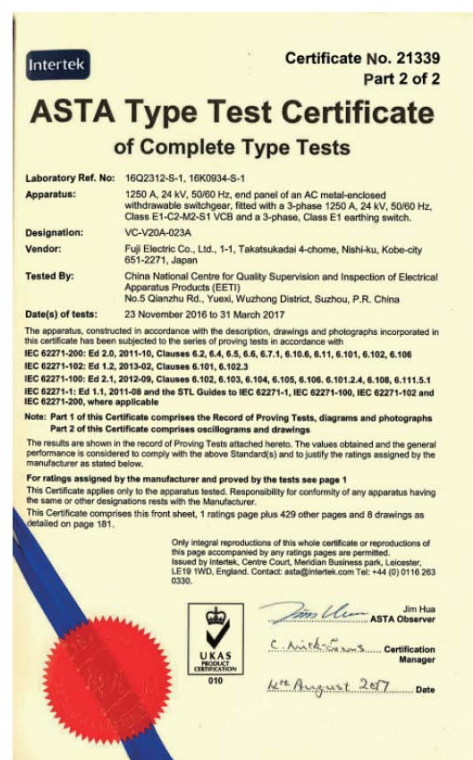 Intertek
Certificate No. 21339
Part 2 of 2
ASTA Type Test Certificate
of Complete Type Tests
Laboratory Ref. No: 16Q2312-S-1, 16K0934-S-1
Apparatus: 1250 A, 24 kV, 50/60 Hz, end panel of an AC metal-enclosed
withdrawable switchgear, fitted with a 3-phase 1250 A, 24 kV, 50/60 Hz,
Class E1-C2-M2-S1 VCB and a 3-phase, Class E1 earthing switch.
Designation: VC-V20A-023A
Vendor: Fuji Electric Co., Ltd., 1-1, Takatsukadai 4-chome, Nishi-ku, Kobe-city
651-2271, Japan
Tested By: China National Centre for Quality Supervision and Inspection of Electrical
Apparatus Products (EETI)
No.5 Qianzhu Rd., Yuexi, Wuzhong District, Suzhou, P.R. China
Date(s) of tests: 23 November 2016 to 31 March 2017
The apparatus, constructed in accordance with the description, drawings and photographs incorporated in
this certificate has been subjected to the series of proving tests in accordance with
IEC 62271-200: Ed 2.0, 2011-10, Clauses 6.2, 6.4, 6.5, 6.6, 6.7.1, 6.10.6, 6.11, 6.101, 6.102, 6.106
IEC 62271-102: Ed 1.2, 2013-02, Clauses 6.101, 6.102.3
IEC 62271-100: Ed 2.1, 2012-09, Clauses 6.102, 6.103, 6.104, 6.105, 6.106. 6.101.2.4, 6.108, 6.111.5.1
IEC 62271-1: Ed 1.1, 2011-08 and the STL Guides to IEC 62271-1, IEC 62271-100, IEC 62271-102 and
IEC 62271-200, where applicable
Note: Part 1 of this Certificate comprises the Record of Proving Tests, diagrams and photographs
Part 2 of this Certificate comprises oscillograms and drawings
The results are shown in the record of Proving Tests attached hereto. The values obtained and the general
performance is considered to comply with the above Standard(s) and to justify the ratings assigned by the
manufacturer as stated below.
For ratings assigned by the manufacturer and proved by the tests see page 1
This Certificate applies only to the apparatus tested. Responsibility for conformity of any apparatus having
the same or other designations rests with the Manufacturer.
This Certificate comprises this front sheet, 1 ratings page plus 429 other pages and 8 drawings as
detailed on page 181.
Only integral reproductions of this whole certificate or reproductions of
this page accompanied by any ratings pages are permitted.
Issued by Intertek, Centre Court, Meridian Business park, Leicester,
LE19 1WD, England. Contact: asta@intertek.com Tel: +44 (0) 0116 263
0330.
Jim Hua
ASTA Observer
UKAS
PRODUCT
CERTIFICATION
010
Certification
Manager
4th August 2017 Date